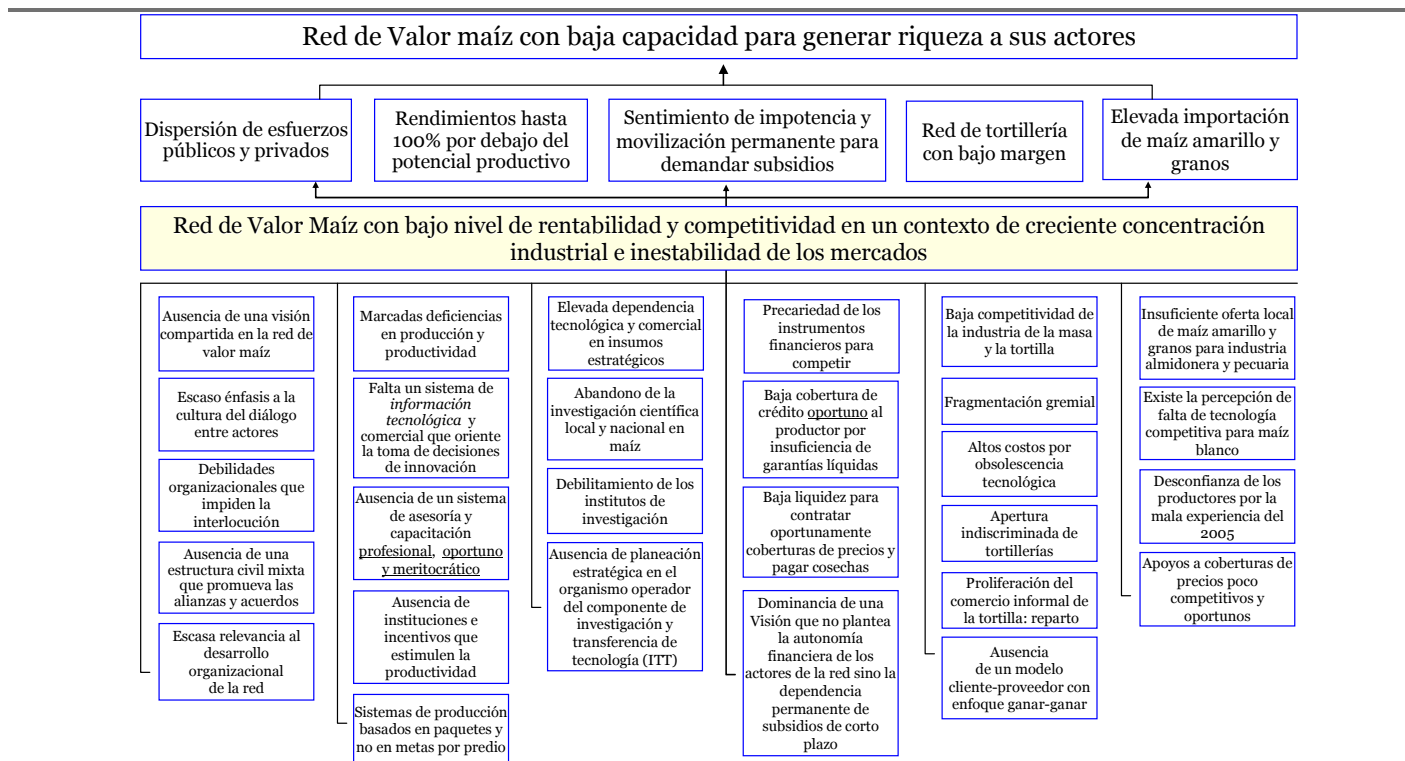 Red de Valor maíz con baja capacidad para generar riqueza a sus actores
Dispersión de esfuerzos
públicos y privados
Rendimientos hasta
100% por debajo del
potencial productivo
Sentimiento de impotencia y
movilización permanente para
demandar subsidios
Red de tortillería
con bajo margen
Elevada importación
de maíz amarillo y
granos
Red de Valor Maíz con bajo nivel de rentabilidad y competitividad en un contexto de creciente concentración
industrial e inestabilidad de los mercados
Ausencia de una visión
compartida en la red de
valor maíz
Escaso énfasis a la
cultura del diálogo
entre actores
Debilidades
organizacionales que
impiden la
interlocución
Ausencia de una
estructura civil mixta
que promueva las
alianzas y acuerdos
Escasa relevancia al
desarrollo
organizacional
de la red
Marcadas deficiencias
en producción y
productividad
Falta un sistema de
información
tecnológica y
comercial que oriente
la toma de decisiones
de innovación
Ausencia de un sistema
de asesoría y
capacitación
profesional, oportuno
y meritocrático
Ausencia de
instituciones e
incentivos que
estimulen la
productividad
Sistemas de producción
basados en paquetes y
no en metas por predio
Elevada dependencia
tecnológica y comercial en
insumos
estratégicos
Abandono de la
investigación científica
local y nacional en
maíz
Debilitamiento de los
institutos de
investigación
Ausencia de planeación
estratégica en el
organismo operador
del componente de
investigación y
transferencia de
tecnología (ITT)
Precariedad de los
instrumentos
financieros para
competir
Baja cobertura de
crédito oportuno al
productor por
insuficiencia de
garantías líquidas
Baja liquidez para
contratar
oportunamente
coberturas de precios y
pagar cosechas
Dominancia de una
Visión que no plantea
la autonomía
financiera de los
actores de la red sino la
dependencia
permanente de
subsidios de corto
plazo
Baja competitividad de
la industria de la masa
y la tortilla
Fragmentación gremial
Altos costos por
obsolescencia
tecnológica
Apertura
indiscriminada de
tortillerías
Proliferación del
comercio informal de
la tortilla: reparto
Ausencia
de un modelo
cliente-proveedor con
enfoque ganar-ganar
Insuficiente oferta local
de maíz amarillo y
granos para industria
almidonera y pecuaria
Existe la percepción de
falta de tecnología
competitiva para maíz
blanco
Desconfianza de los
productores por la
mala experiencia del
2005
Apoyos a coberturas de
precios poco
competitivos y
oportunos